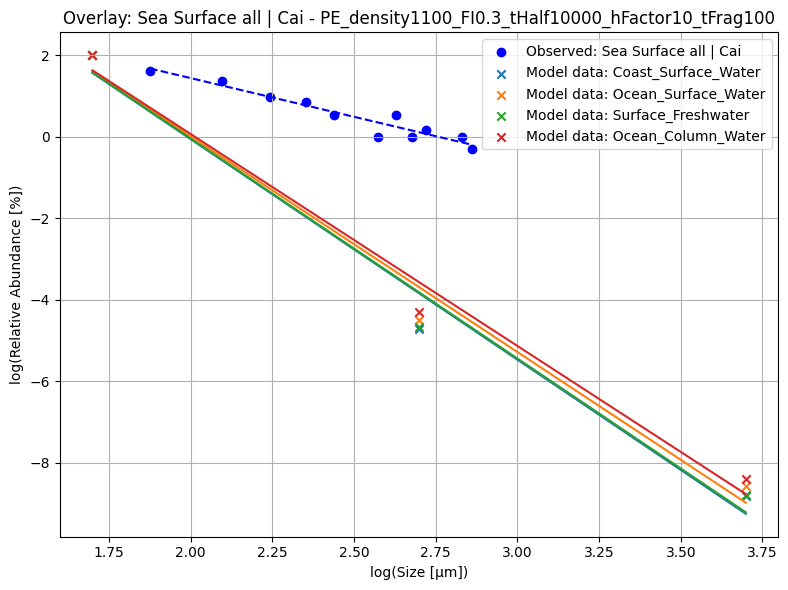 Overlay: Sea Surface all | Cai - PE_density1100_FI0.3_tHalf10000_hFactor10_tFrag100
Observed: Sea Surface all | Cai
Model data: Coast_Surface_Water
Model data: Ocean_Surface_Water
Model data: Surface_Freshwater
Model data: Ocean_Column_Water
log(Relative Abundance [%])
2
0
−2
−4
−6
−8
1.75 2.00 2.25 2.50 2.75 3.00 3.25 3.50 3.75
log(Size [μm])